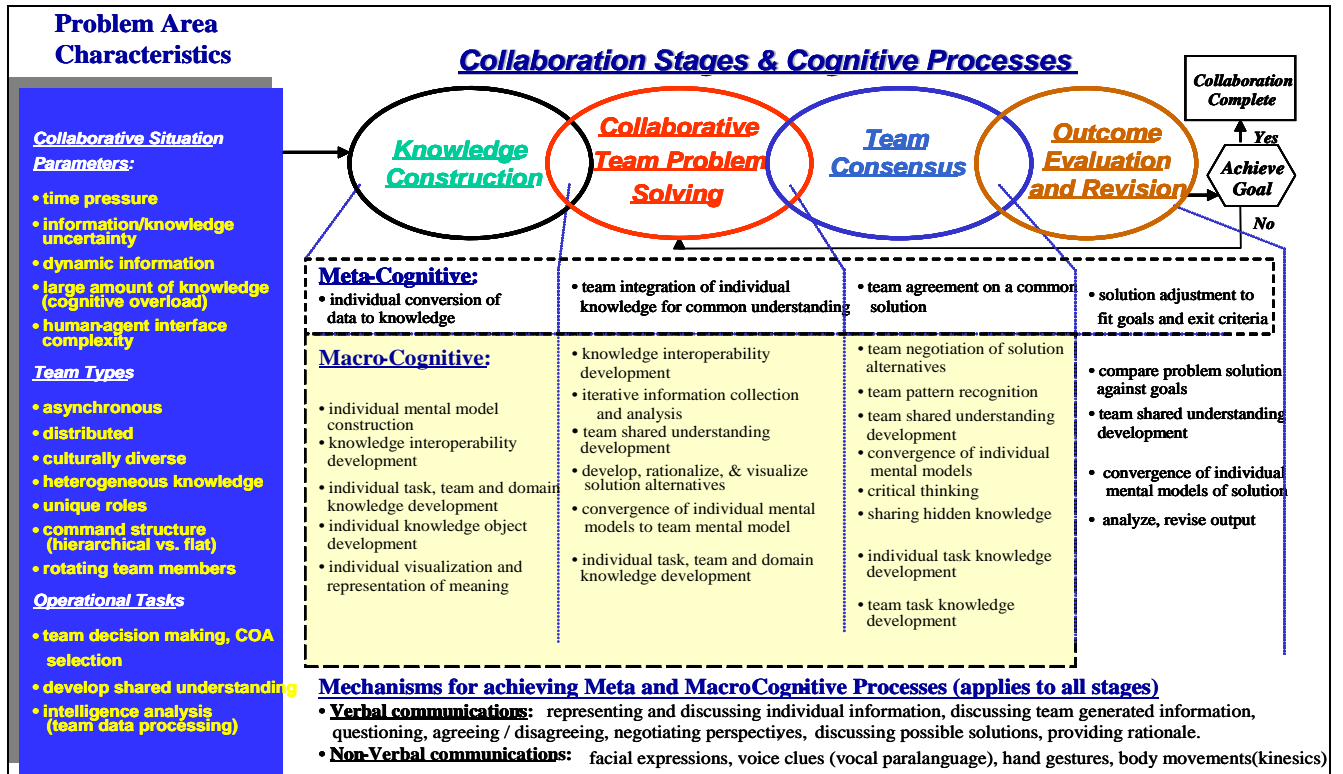 Problem Area
Characteristics
Collaborative Situation
Parameters:
• time pressure
• information/knowledge
uncertainty
• dynamic information
• large amount of knowledge
(cognitive overload)
• human-agent interface
complexity
Team Types
• asynchronous
• distributed
• culturally diverse
• heterogeneous knowledge
• unique roles
• command structure
(hierarchical vs. flat)
• rotating team members
Operational Tasks
• team decision making, COA
selection
• develop shared understanding
• intelligence analysis
(team data processing)
Collaboration Stages & Cognitive Processes
Knowledge
Construction
Collaborative
Team Problem
Solving
Team
Consensus
Outcome
Evaluation
and Revision
Collaboration
Complete
Yes
Achieve
Goal
No
Meta-Cognitive:
• individual conversion of
data to knowledge
• team integration of individual
knowledge for common understanding
• team agreement on a common
solution
• solution adjustment to
fit goals and exit criteria
Macro-Cognitive:
• individual mental model
construction
• knowledge interoperability
development
• individual task, team and domain
knowledge development
• individual knowledge object
development
• individual visualization and
representation of meaning
• knowledge interoperability
development
• iterative information collection
and analysis
• team shared understanding
development
• develop, rationalize, & visualize
solution alternatives
• convergence of individual mental
models to team mental model
• individual task, team and domain
knowledge development
• team negotiation of solution
alternatives
• team pattern recognition
• team shared understanding
development
• convergence of individual
mental models
• critical thinking
• sharing hidden knowledge
• individual task knowledge
development
• team task knowledge
development
• compare problem solution
against goals
• team shared understanding
development
• convergence of individual
mental models of solution
• analyze, revise output
Mechanisms for achieving Meta and MacroCognitive Processes (applies to all stages)
• Verbal communications: representing and discussing individual information, discussing team generated information,
questioning, agreeing / disagreeing, negotiating perspectives, discussing possible solutions, providing rationale.
• Non-Verbal communications: facial expressions, voice clues (vocal paralanguage), hand gestures, body movements(kinesics)